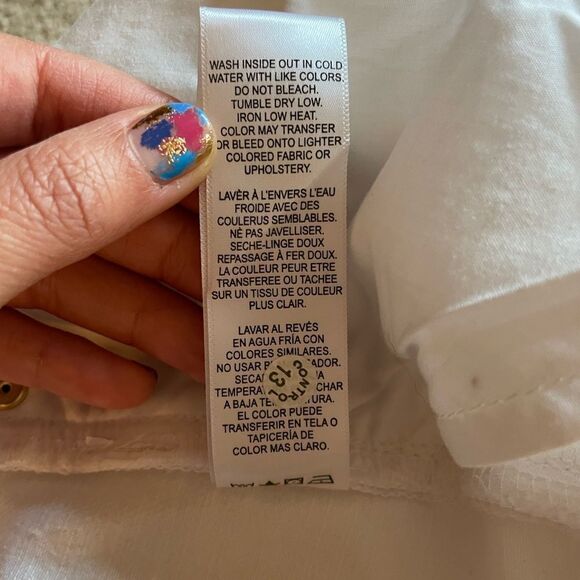 WASH INSIDE OUT IN COLD
WATER WITH LIKE COLORS.
DO NOT BLEACH.
TUMBLE DRY LOW.
IRON LOW HEAT.
COLOR MAY TRANSFER
OR BLEED ONTO LIGHTER
COLORED FABRIC OR
UPHOLSTERY.
LAVÈR À L'ENVERS L'EAU
FROIDE AVEC DES
COULERUS SEMBLABLES.
NÉ PAS JAVELLISER.
SECHE-LINGE DOUX
REPASSAGE À FER DOUX.
LA COULEUR PEUR ETRE
TRANSFEREE OU TACHEE
SUR UN TISSU DE COULEUR
PLUS CLAIR.
LAVAR AL REVÉS
EN AGUA FRÍA CON
COLORES SIMILARES.
NO USAR
A BAJA
EL COLOR PUEDE
TRANSFERIR EN TELA O
TAPICERÍA DE
COLOR MAS CLARO.
CONTROL
13